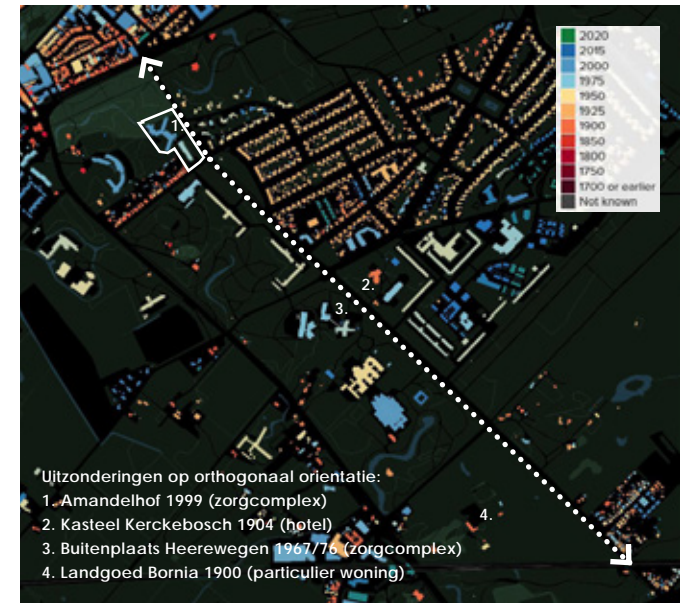 2020
2015
2000
1975
1950
1925
1900
1850
1800
1750
1700 or earlier
Not known
1.
2.
3.
4.
Uitzonderingen op orthogonaal orientatie:
1. Amandelhof 1999 (zorgcomplex)
2. Kasteel Kerckebosch 1904 (hotel)
3. Buitenplaats Heerewegen 1967/76 (zorgcomplex)
4. Landgoed Bornia 1900 (particulier woning)